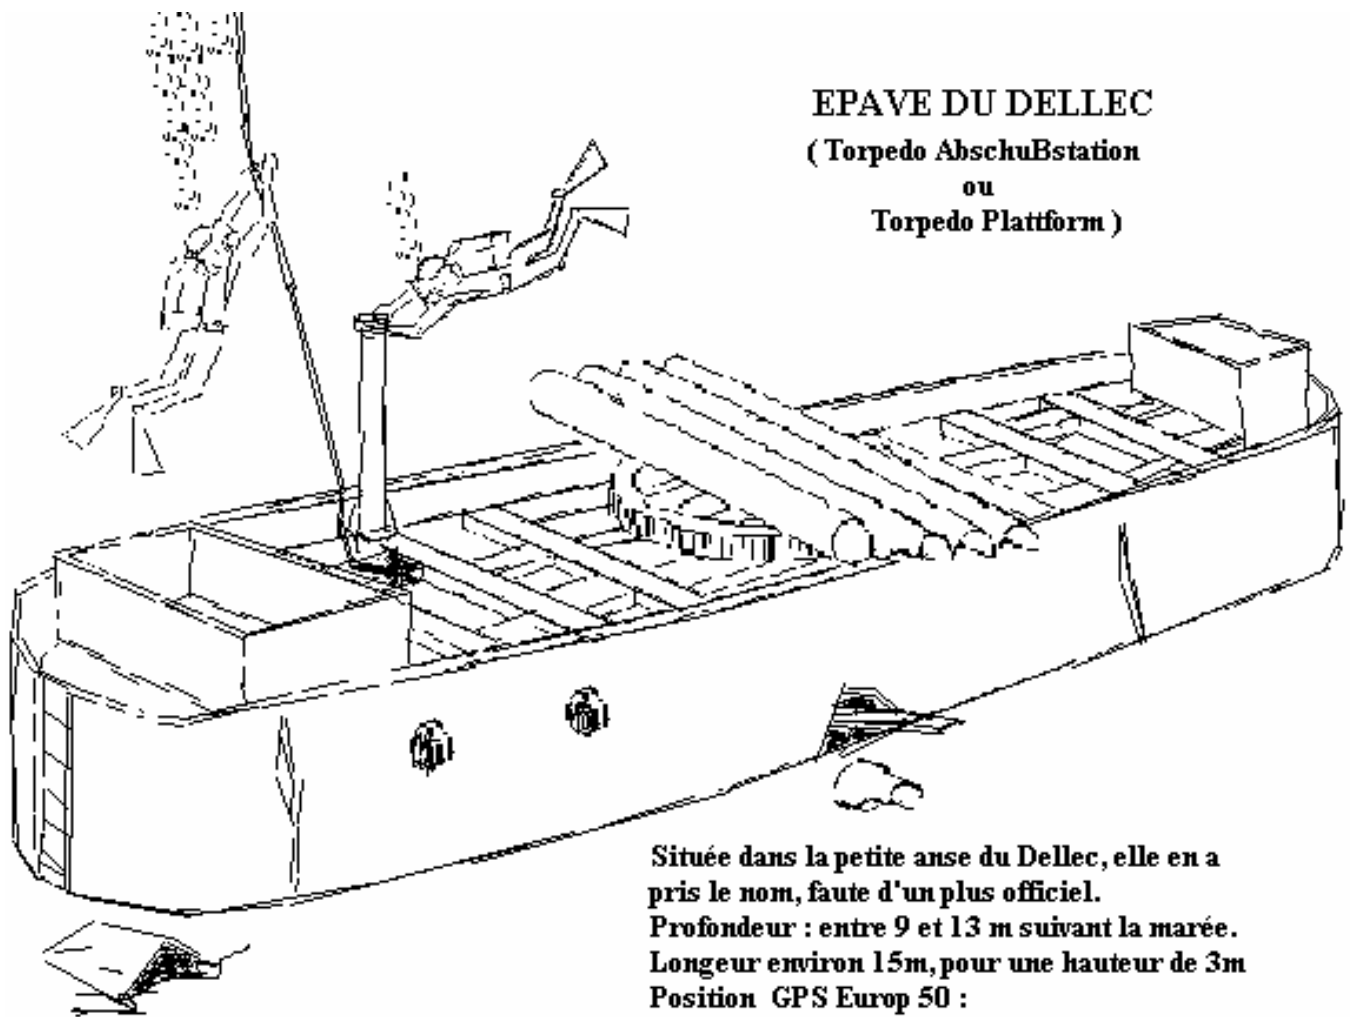 EPAVE DU DELLEC
( Torpedo AbschuBstation
ou
Torpedo Plattform )
Située dans la petite anse du Dellec, elle en a
pris le nom, faute d'un plus officiel.
Profondeur : entre 9 et 13 m suivant la marée.
Longeur environ 15m, pour une hauteur de 3m
Position GPS Europ 50 :